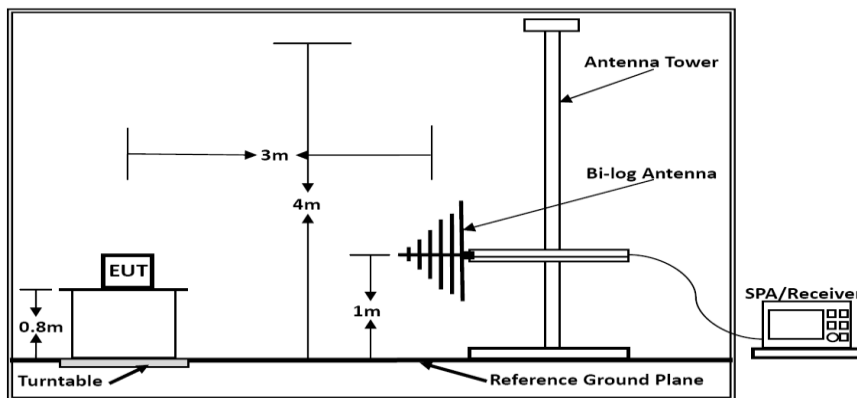 Antenna Tower
3m
Bi-log Antenna
4m
EUT
SPA/Receiver
0.8m
1m
Turntable
Reference Ground Plane